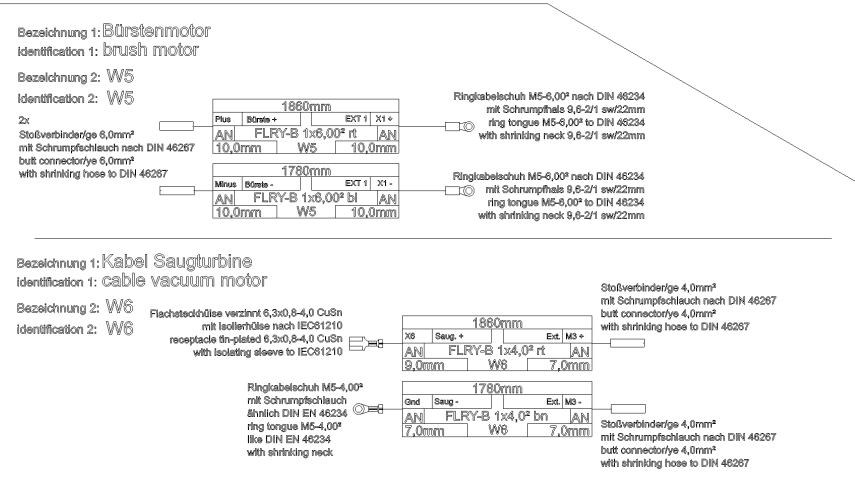 Bezeichnung 1: Bürstenmotor
identification 1: brush motor
Bezeichnung 2: W5
identification 2: W5
2x
Stoßverbinder/ge 6,0mm²
mit Schrumpfschlauch nach DIN 46267
butt connector/ye 6,0mm²
with shrinking hose to DIN 46267
1860mm
Plus Bürste + EXT 1 X1 +
AN FLRY-B 1x6,00² rt AN
10,0mm W5 10,0mm
Ringkabelschuh M5-6,00² nach DIN 46234
mit Schrumpfhals 9,6-2/1 sw/22mm
ring tongue M5-6,00² to DIN 46234
with shrinking neck 9,6-2/1 sw/22mm
1780mm
Minus Bürste - EXT 1 X1 -
AN FLRY-B 1x6,00² bl AN
10,0mm W5 10,0mm
Ringkabelschuh M5-6,00² nach DIN 46234
mit Schrumpfhals 9,6-2/1 sw/22mm
ring tongue M5-6,00² to DIN 46234
with shrinking neck 9,6-2/1 sw/22mm
Bezeichnung 1: Kabel Saugturbine
identification 1: cable vacuum motor
Bezeichnung 2: W6
identification 2: W6
Flachsteckhülse verzinnt 6,3x0,8-4,0 CuSn
mit Isolierhülse nach IEC61210
receptacle tin-plated 6,3x0,8-4,0 CuSn
with isolating sleeve to IEC61210
1860mm
X6 Saug. + Ext. M3 +
AN FLRY-B 1x4,0² rt AN
9,0mm W6 7,0mm
Stoßverbinder/ge 4,0mm²
mit Schrumpfschlauch nach DIN 46267
butt connector/ye 4,0mm²
with shrinking hose to DIN 46267
Ringkabelschuh M5-4,00²
mit Schrumpfschlauch
ähnlich DIN EN 46234
ring tongue M5-4,00²
like DIN EN 46234
with shrinking neck
1780mm
Gnd Saug - Ext. M3 -
AN FLRY-B 1x4,0² bn AN
7,0mm W6 7,0mm
Stoßverbinder/ge 4,0mm²
mit Schrumpfschlauch nach DIN 46267
butt connector/ye 4,0mm²
with shrinking hose to DIN 46267